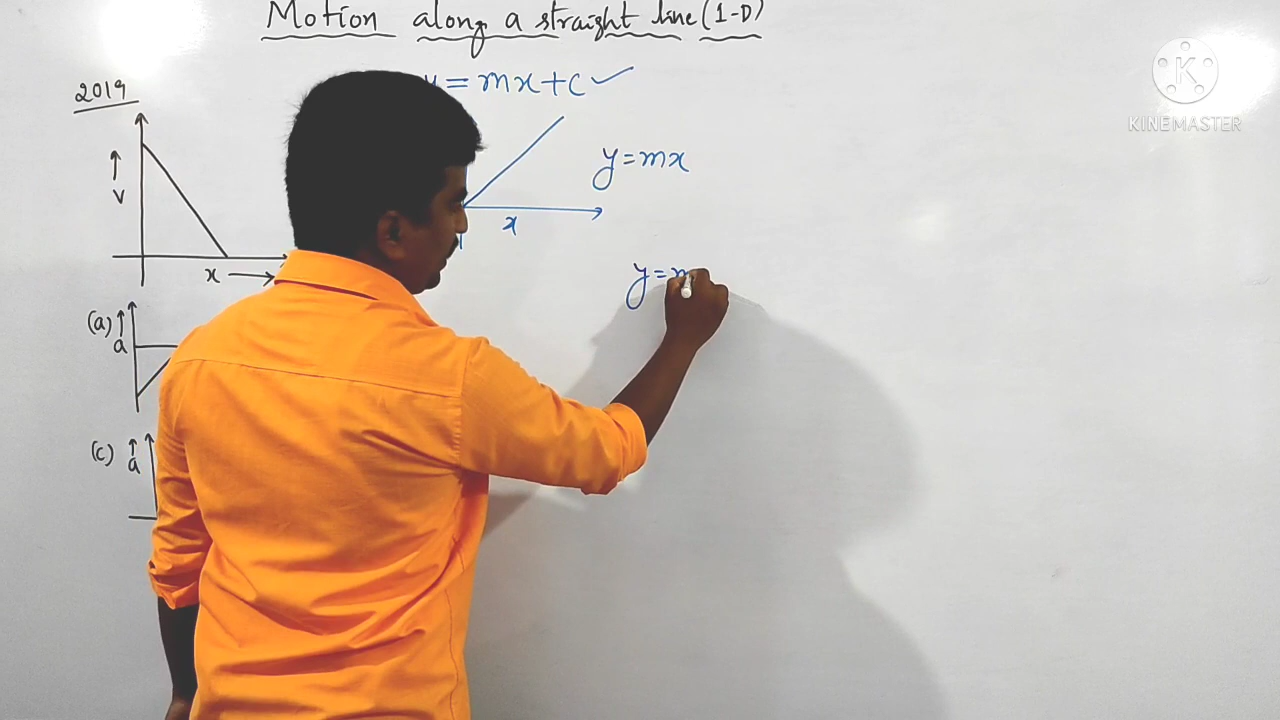 Motion along a straight line (1-D)
y = mx + c ✓
2019
V
x
y = mx
x
y = m
(a)
a
(c)
a
KINEMASTER